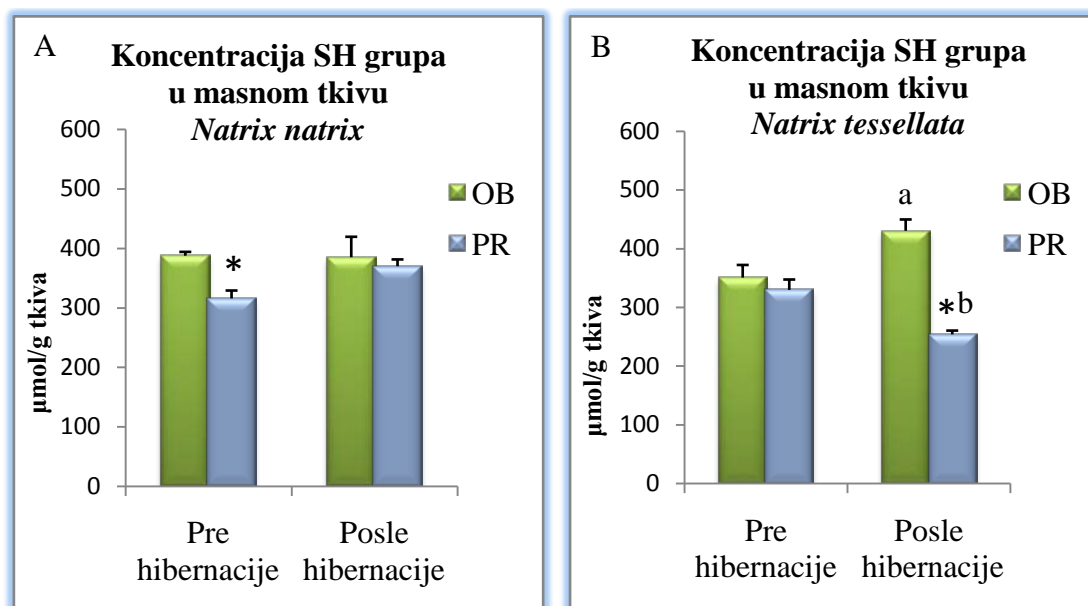 A
Koncentracija SH grupa
u masnom tkivu
Natrix natrix
600
500
400
300
200
100
0
µmol/g tkiva
*
OB
PR
Pre
hibernacije
Posle
hibernacije
B
Koncentracija SH grupa
u masnom tkivu
Natrix tessellata
600
500
400
300
200
100
0
µmol/g tkiva
a
*b
OB
PR
Pre
hibernacije
Posle
hibernacije